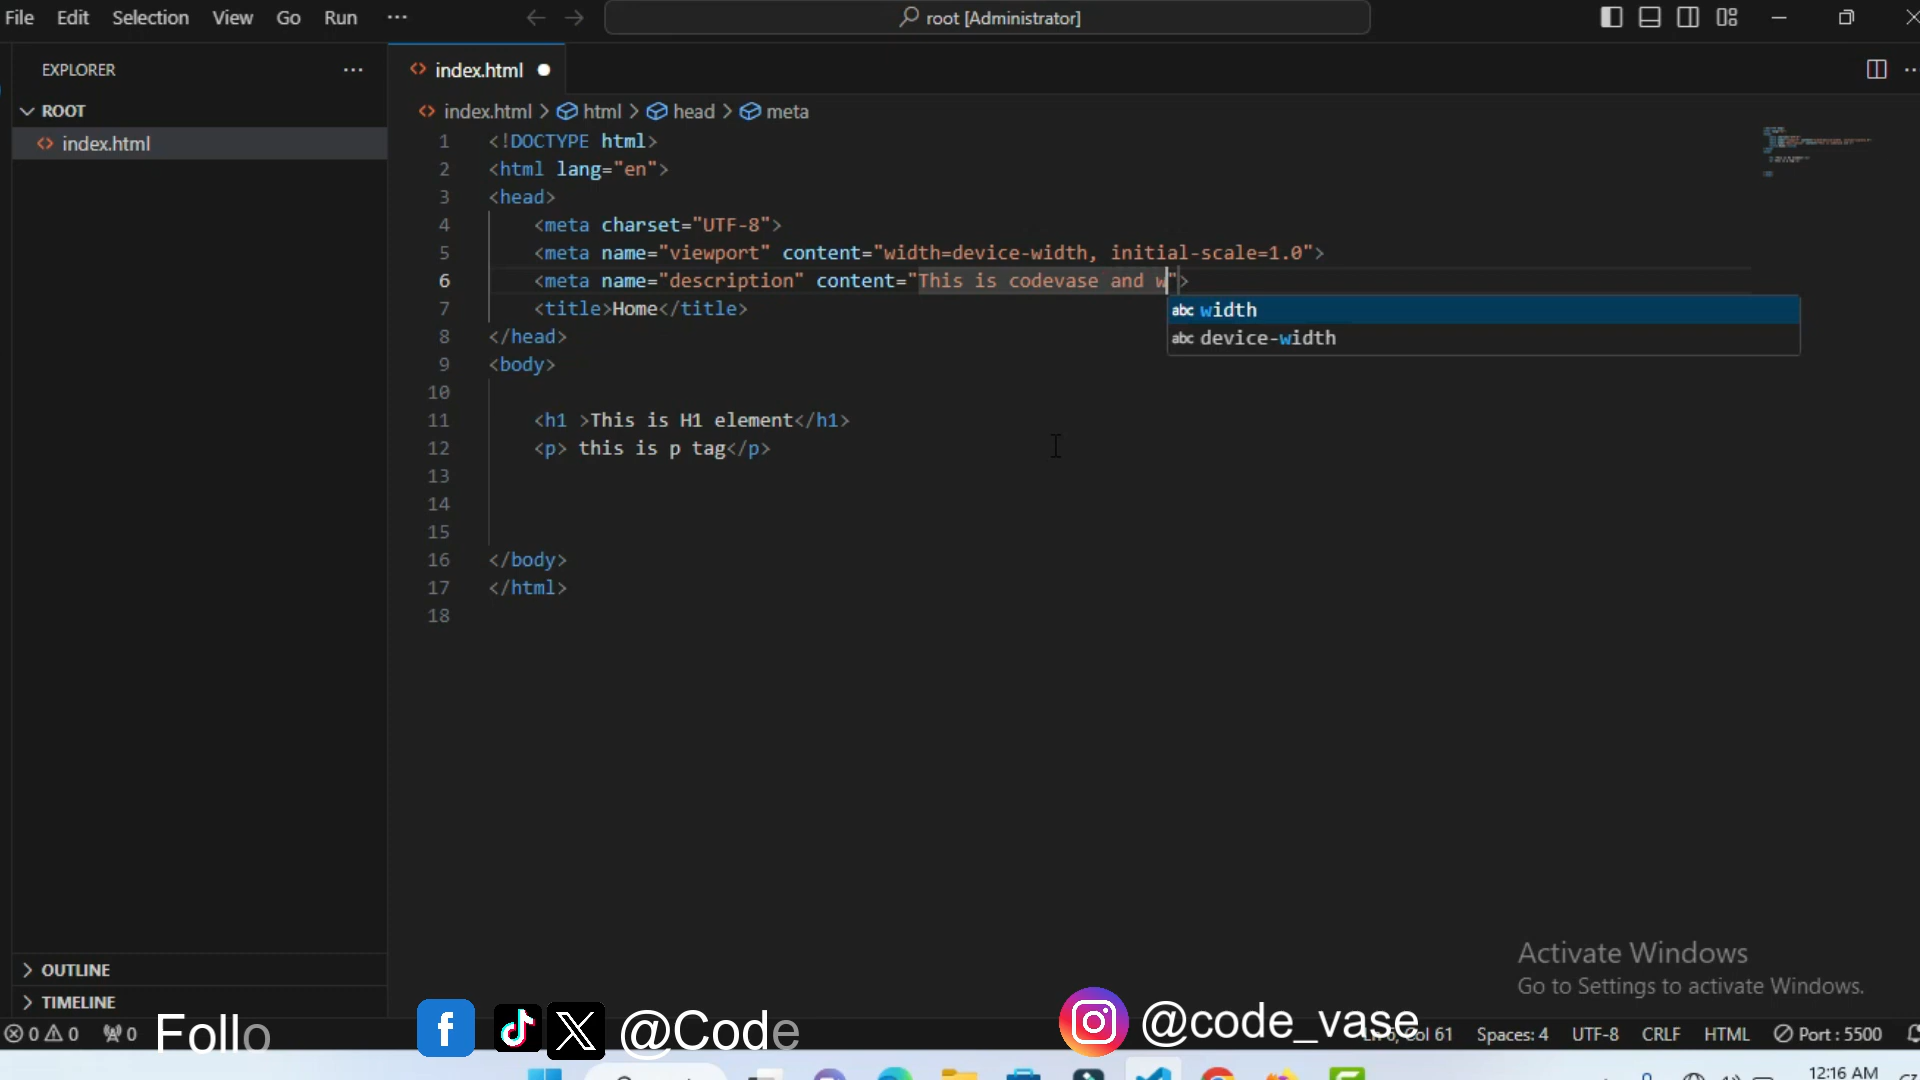 File Edit Selection View Go Run ···
root [Administrator]
EXPLORER ···
index.html
ROOT
index.html
index.html > html > head > meta
1 <!DOCTYPE html>
2 <html lang="en">
3 <head>
4 <meta charset="UTF-8">
5 <meta name="viewport" content="width=device-width, initial-scale=1.0">
6 <meta name="description" content="This is codevase and w">
width
device-width
7 <title>Home</title>
8 </head>
9 <body>
10
11 <h1 >This is H1 element</h1>
12 <p> this is p tag</p>
13
14
15
16 </body>
17 </html>
18
Activate Windows
Go to Settings to activate Windows.
OUTLINE
TIMELINE
0 0 0
Follo
@Code
@code_vase
Col 61 Spaces: 4 UTF-8 CRLF HTML Port : 5500
12:16 AM